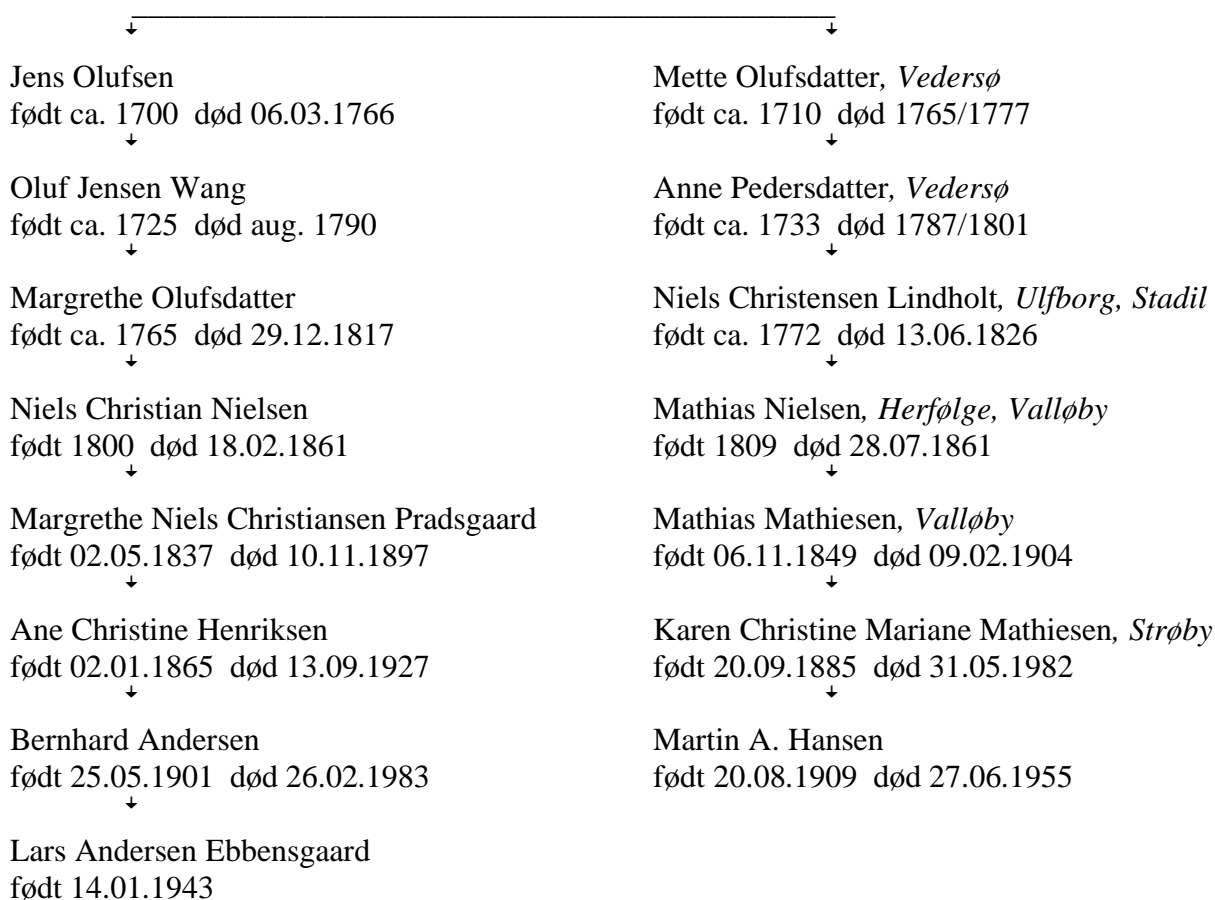 Jens Olufsen
født ca. 1700 død 06.03.1766
Oluf Jensen Wang
født ca. 1725 død aug. 1790
Margrethe Olufsdatter
født ca. 1765 død 29.12.1817
Niels Christian Nielsen
født 1800 død 18.02.1861
Margrethe Niels Christiansen Pradsgaard
født 02.05.1837 død 10.11.1897
Ane Christine Henriksen
født 02.01.1865 død 13.09.1927
Bernhard Andersen
født 25.05.1901 død 26.02.1983
Lars Andersen Ebbensgaard
født 14.01.1943
Mette Olufsdatter, Vedersø
født ca. 1710 død 1765/1777
Anne Pedersdatter, Vedersø
født ca. 1733 død 1787/1801
Niels Christensen Lindholt, Ulfborg, Stadil
født ca. 1772 død 13.06.1826
Mathias Nielsen, Herfølge, Valløby
født 1809 død 28.07.1861
Mathias Mathiesen, Valløby
født 06.11.1849 død 09.02.1904
Karen Christine Mariane Mathiesen, Strøby
født 20.09.1885 død 31.05.1982
Martin A. Hansen
født 20.08.1909 død 27.06.1955